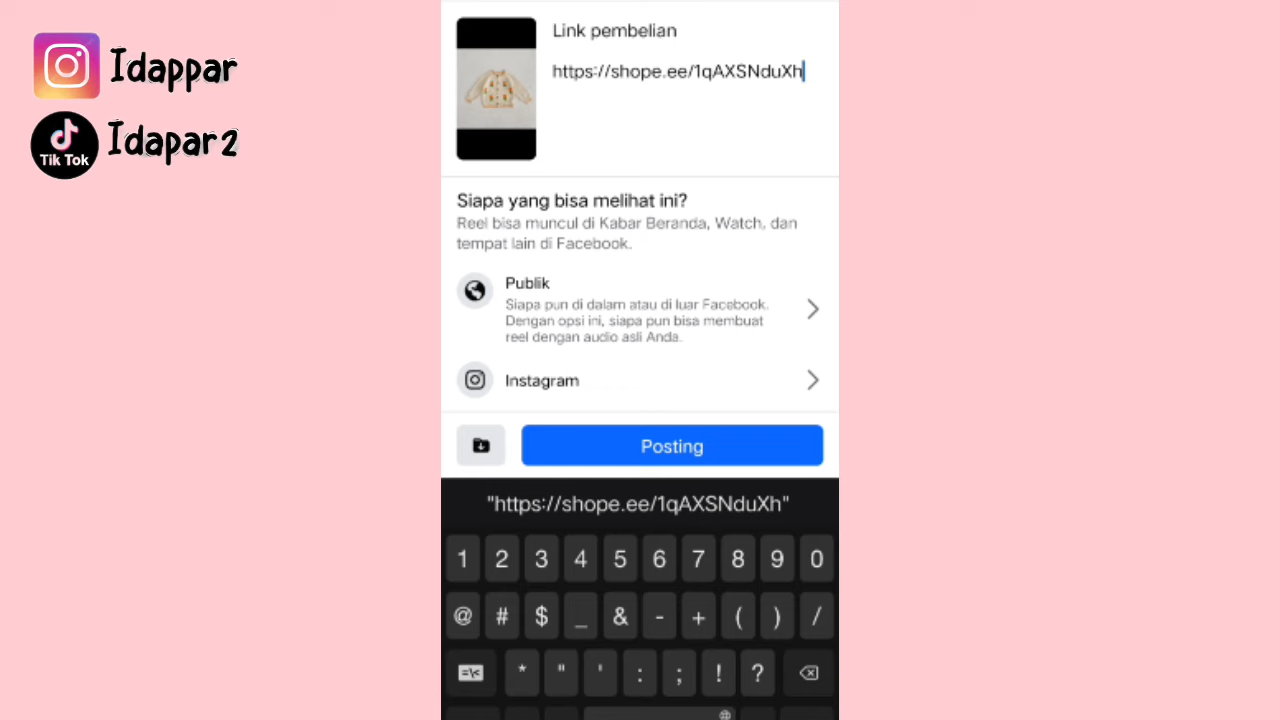 Idappar
Tik Tok
Idapar2
Link pembelian
https://shope.ee/1qAXSNduXh
Siapa yang bisa melihat ini?
Reel bisa muncul di Kabar Beranda, Watch, dan
tempat lain di Facebook.
Publik
Siapa pun di dalam atau di luar Facebook.
Dengan opsi ini, siapa pun bisa membuat
reel dengan audio asli Anda.
Instagram
Posting
"https://shope.ee/1qAXSNduXh"
1 2 3 4 5 6 7 8 9 0
@ # $ _ & - + ( ) /
=\< * " ' : ; ! ?